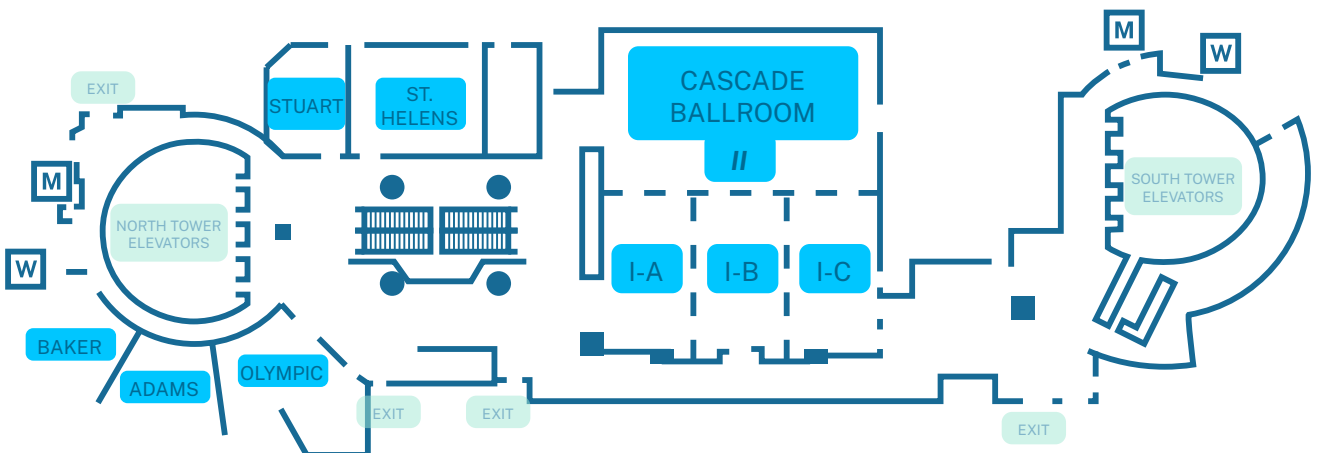 M
W
EXIT
STUART
ST.
HELENS
CASCADE
BALLROOM
II
M
NORTH TOWER
ELEVATORS
SOUTH TOWER
ELEVATORS
W
I-A
I-B
I-C
BAKER
ADAMS
OLYMPIC
EXIT
EXIT
EXIT